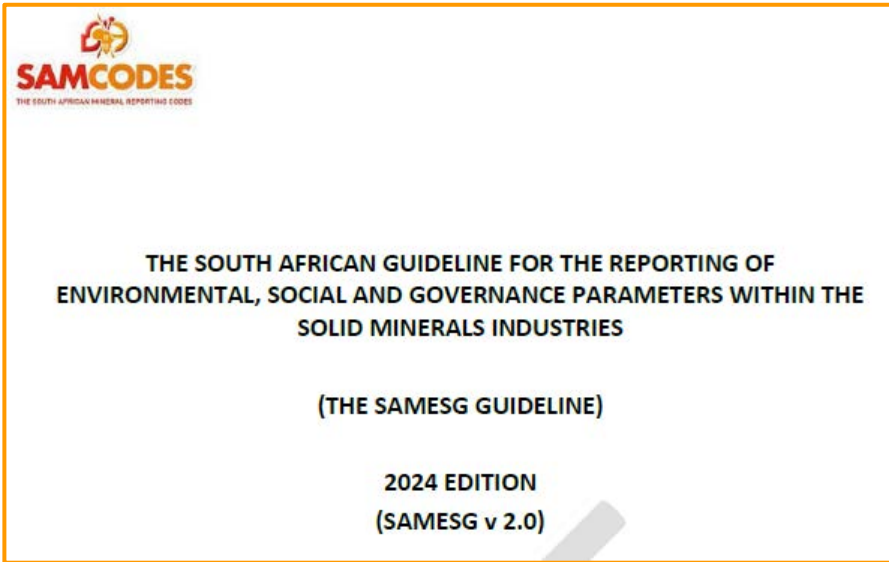 SAMCODES
THE SOUTH AFRICAN MINERAL REPORTING CODES
THE SOUTH AFRICAN GUIDELINE FOR THE REPORTING OF
ENVIRONMENTAL, SOCIAL AND GOVERNANCE PARAMETERS WITHIN THE
SOLID MINERALS INDUSTRIES
(THE SAMESG GUIDELINE)
2024 EDITION
(SAMESG v 2.0)